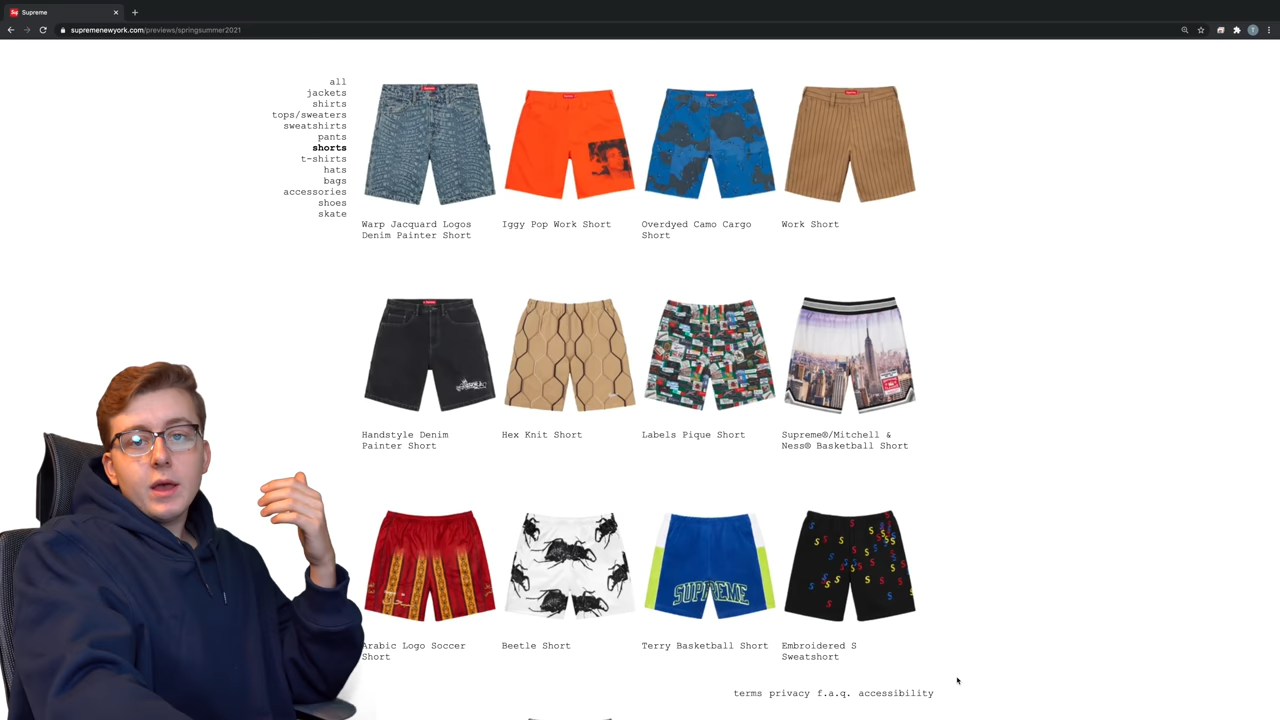 Supreme
supremenewyork.com/previews/springsummer2021
T
all
jackets
shirts
tops/sweaters
sweatshirts
pants
shorts
t-shirts
hats
bags
accessories
shoes
skate
Warp Jacquard Logos
Denim Painter Short
Iggy Pop Work Short
Overdyed Camo Cargo
Short
Work Short
Handstyle Denim
Painter Short
Hex Knit Short
Labels Pique Short
Supreme®/Mitchell &
Ness® Basketball Short
SUPREME
Arabic Logo Soccer
Short
Beetle Short
Terry Basketball Short
Embroidered S
Sweatshort
terms privacy f.a.q. accessibility